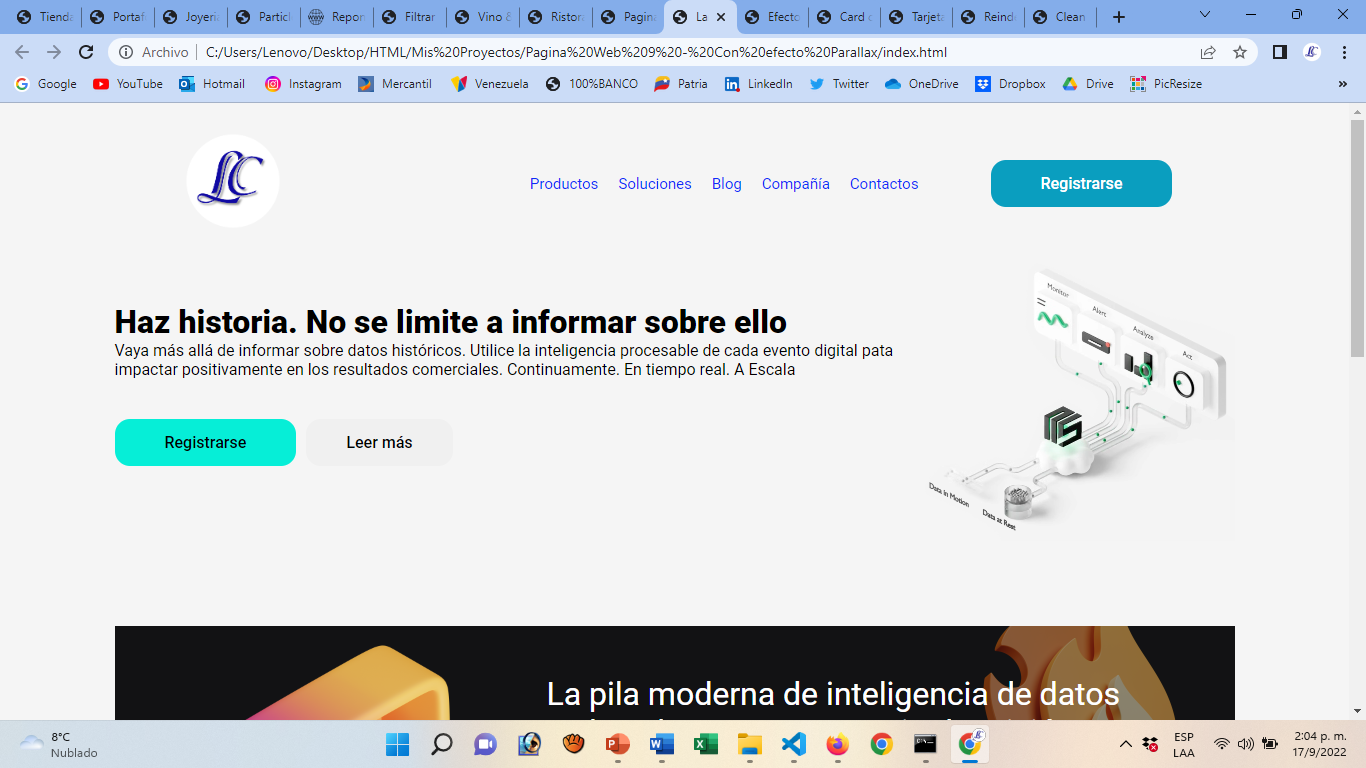 Tienda
Portaf
Joyeri
Particl
Repor
Filtrar
Vino &
Ristor
Pagina
La
Efecto
Card
Tarjeta
Reind
Clean
Archivo
C:/Users/Lenovo/Desktop/HTML/Mis%20Proyectos/Pagina%20Web%209%20-%20Con%20efecto%20Parallax/index.html
Google
YouTube
Hotmail
Instagram
Mercantil
Venezuela
100%BANCO
Patria
LinkedIn
Twitter
OneDrive
Dropbox
Drive
PicResize
»
LC
Productos
Soluciones
Blog
Compañía
Contactos
Registrarse
Haz historia. No se limite a informar sobre ello
Vaya más allá de informar sobre datos históricos. Utilice la inteligencia procesable de cada evento digital pata
impactar positivamente en los resultados comerciales. Continuamente. En tiempo real. A Escala
Registrarse
Leer más
Monitor
Alert
Analyze
Act
Data in Motion
Data at Rest
La pila moderna de inteligencia de datos
8°C
Nublado
ESP
LAA
2:04 p. m.
17/9/2022